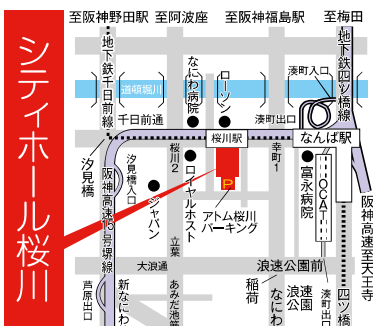 至阪神野田駅
至阿波座
至阪神福島駅
至梅田
シティホール桜川
地下鉄千日前線
道頓堀川
なにわ病院
ローソン
湊町入口
地下鉄四ツ橋線
千日前通
桜川駅
湊町出口
なんば駅
汐見橋
汐見橋入口
桜川2
ロイヤルホスト
幸町1
富永病院
OCAT
P
ジャパン
アトム桜川
パーキング
阪神高速15号堺線
阪神高速至天王寺
立葉
大浪通
浪速公園前
芦原出口
新なにわ
あみだ池筋
稲荷
なにわ
浪速公園
湊町出口
四ツ橋